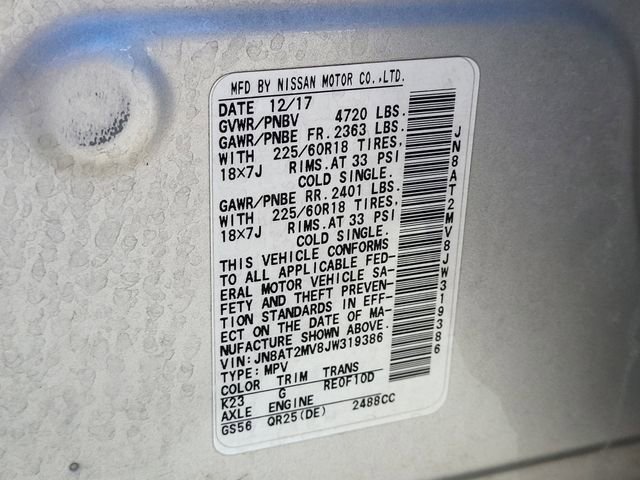 MFD BY NISSAN MOTOR CO.,LTD.
DATE 12/17
GVWR/PNBV 4720 LBS.
GAWR/PNBE FR. 2363 LBS.
WITH 225/60R18 TIRES,
18×7J RIMS.AT 33 PSI
COLD SINGLE.
GAWR/PNBE RR. 2401 LBS.
WITH 225/60R18 TIRES,
18×7J RIMS.AT 33 PSI
COLD SINGLE.
THIS VEHICLE CONFORMS
TO ALL APPLICABLE FED-
ERAL MOTOR VEHICLE SA-
FETY AND THEFT PREVEN-
TION STANDARDS IN EFF-
ECT ON THE DATE OF MA-
NUFACTURE SHOWN ABOVE.
VIN: JN8AT2MV8JW319386
TYPE: MPV
COLOR TRIM TRANS
K23 G RE0F10D
AXLE ENGINE
GS56 QR25(DE) 2488CC
JN8AT2MV8JW319386